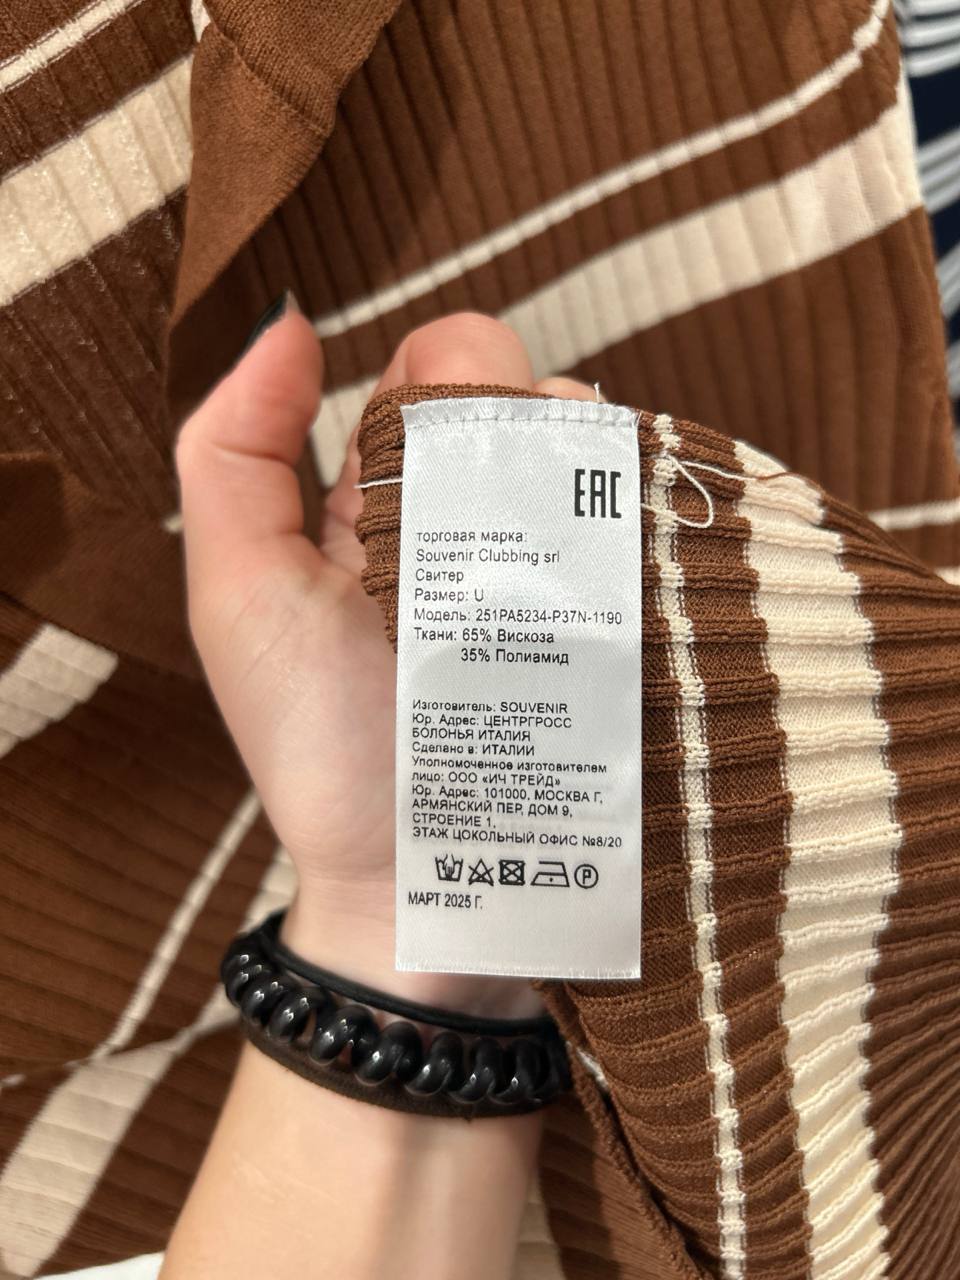 EAC
торговая марка:
Souvenir Clubbing srl
Свитер
Размер: U
Модель: 251PA5234-P37N-1190
Ткани: 65% Вискоза
35% Полиамид
Изготовитель: SOUVENIR
Юр. Адрес: ЦЕНТРГРОСС
БОЛОНЬЯ ИТАЛИЯ
Сделано в: ИТАЛИИ
Уполномоченное изготовителем
лицо: ООО «ИЧ ТРЕЙД»
Юр. Адрес: 101000, МОСКВА Г,
АРМЯНСКИЙ ПЕР, ДОМ 9,
СТРОЕНИЕ 1,
ЭТАЖ ЦОКОЛЬНЫЙ ОФИС №8/20
P
МАРТ 2025 Г.